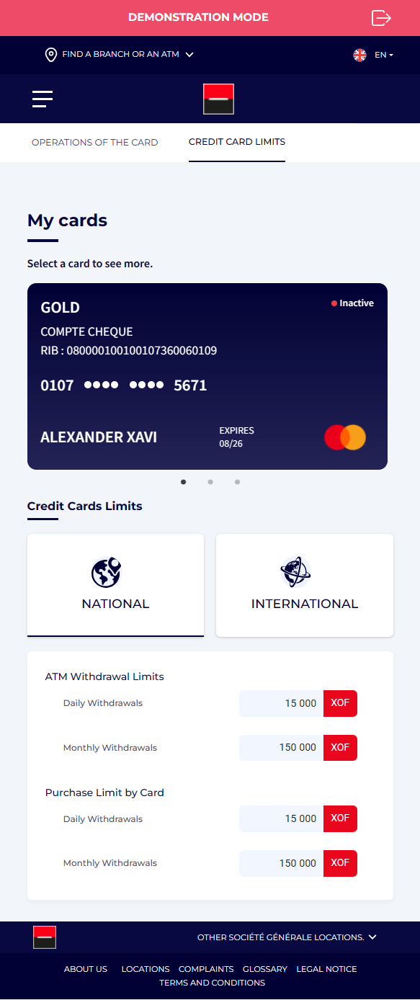 DEMONSTRATION MODE
FIND A BRANCH OR AN ATM
EN
OPERATIONS OF THE CARD
CREDIT CARD LIMITS
My cards
Select a card to see more.
GOLD
Inactive
COMPTE CHEQUE
RIB : 080000100100107360060109
0107 •••• •••• 5671
ALEXANDER XAVI
EXPIRES
08/26
Credit Cards Limits
NATIONAL
INTERNATIONAL
ATM Withdrawal Limits
Daily Withdrawals 15 000 XOF
Monthly Withdrawals 150 000 XOF
Purchase Limit by Card
Daily Withdrawals 15 000 XOF
Monthly Withdrawals 150 000 XOF
OTHER SOCIÉTÉ GÉNÉRALE LOCATIONS.
ABOUT US LOCATIONS COMPLAINTS GLOSSARY LEGAL NOTICE
TERMS AND CONDITIONS